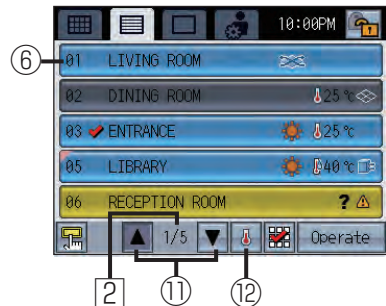 10:00PM
⑥ 01 LIVING ROOM
02 DINING ROOM 25℃
03 ENTRANCE 25℃
05 LIBRARY 40℃
06 RECEPTION ROOM ?
1/5 Operate
2 ⑪ ⑫